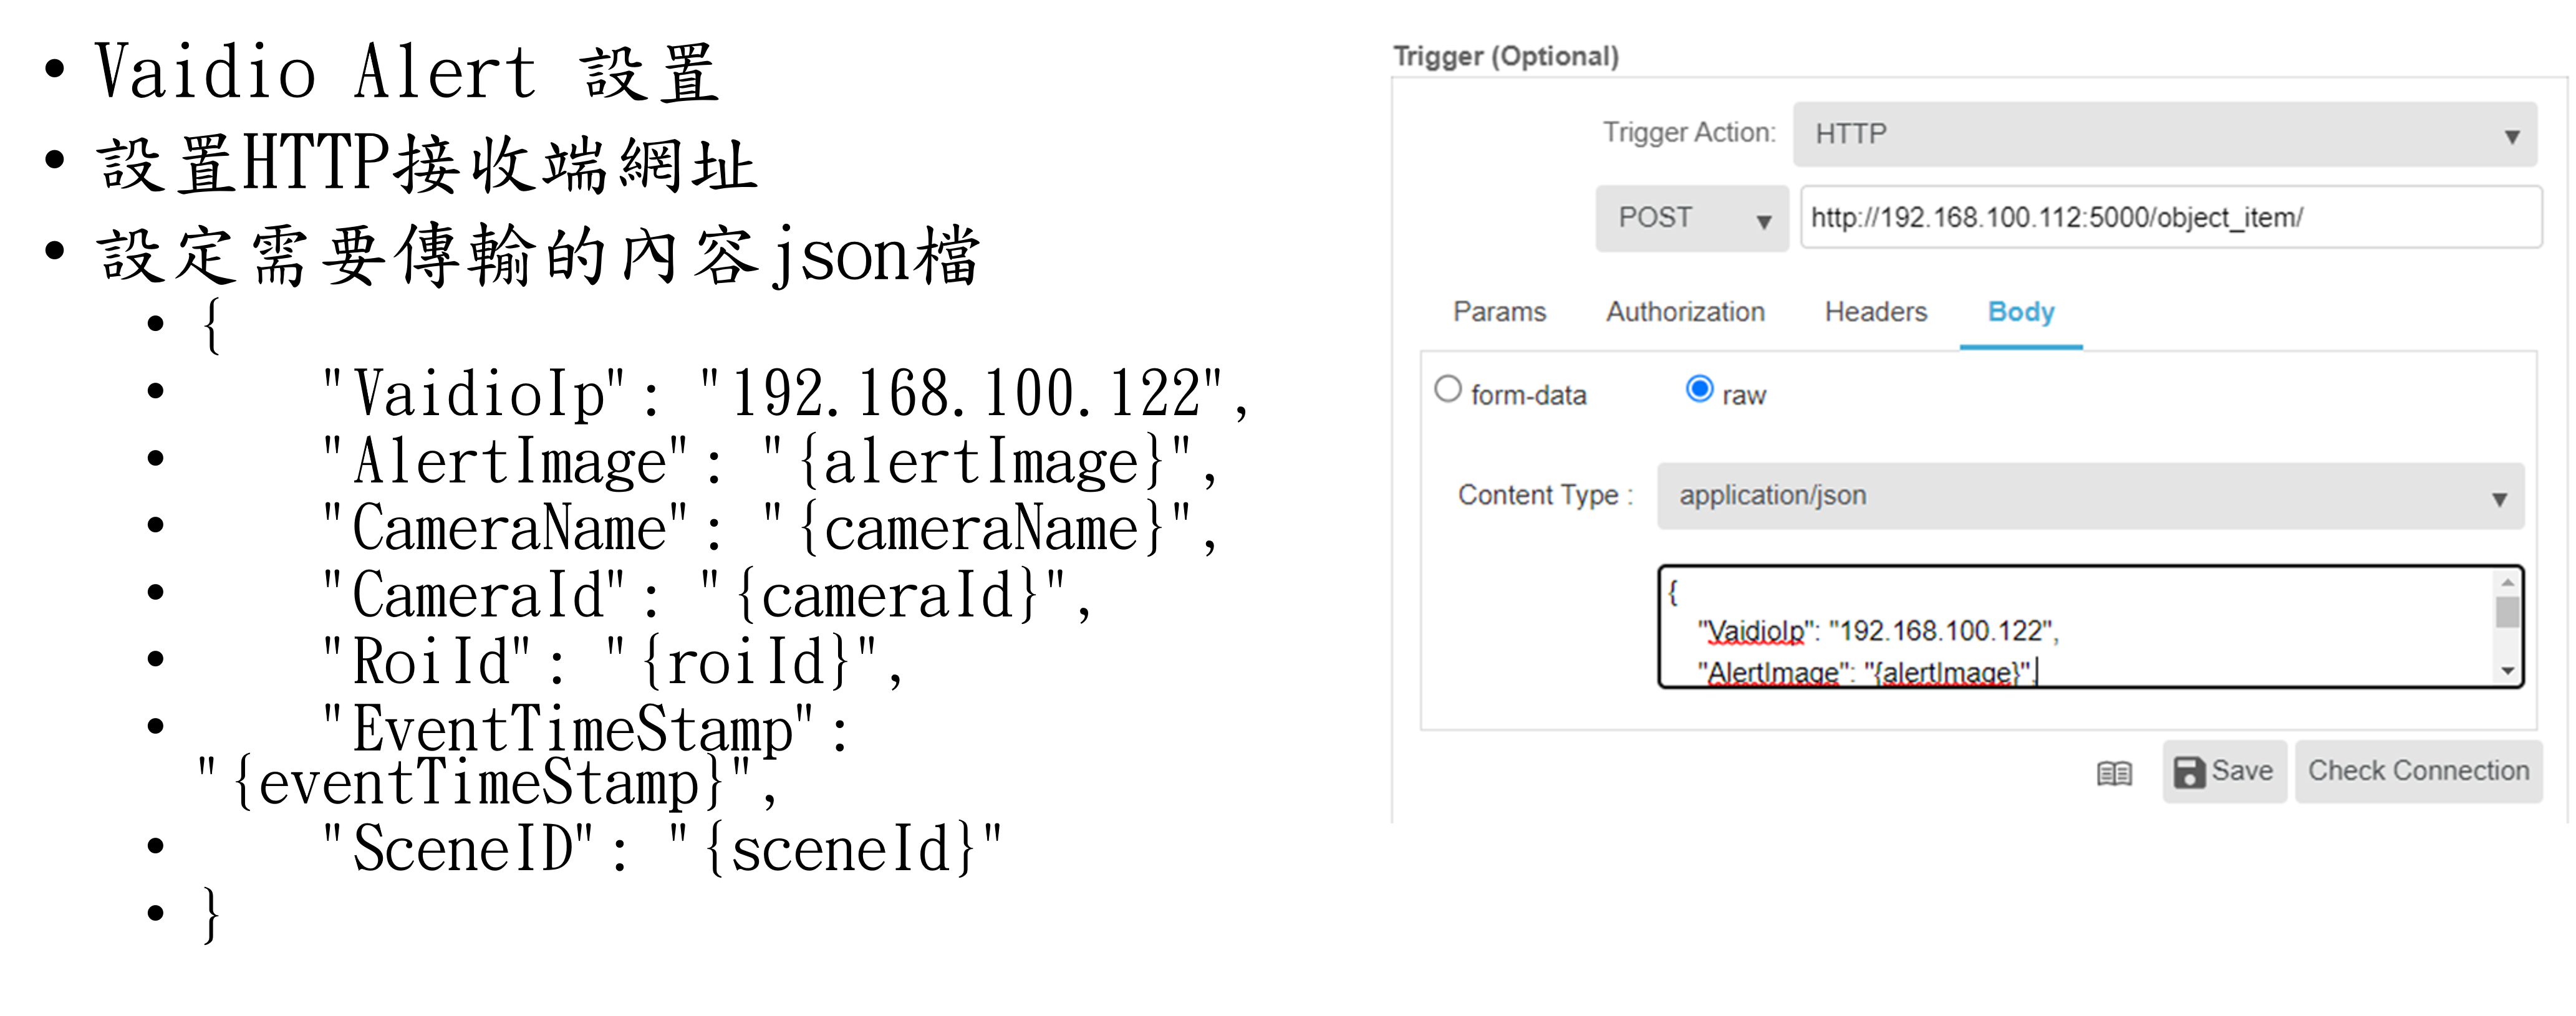 • Vaidio Alert 設置
• 設置HTTP接收端網址
• 設定需要傳輸的內容json檔
• {
• "VaidioIp": "192.168.100.122",
• "AlertImage": "{alertImage}",
• "CameraName": "{cameraName}",
• "CameraId": "{cameraId}",
• "RoiId": "{roiId}",
• "EventTimeStamp":
"{eventTimeStamp}",
• "SceneID": "{sceneId}"
• }
Trigger (Optional)
Trigger Action: HTTP
POST http://192.168.100.112:5000/object_item/
Params Authorization Headers Body
form-data raw
Content Type : application/json
{
"VaidioIp": "192.168.100.122",
"AlertImage": "{alertImage}",
Save Check Connection